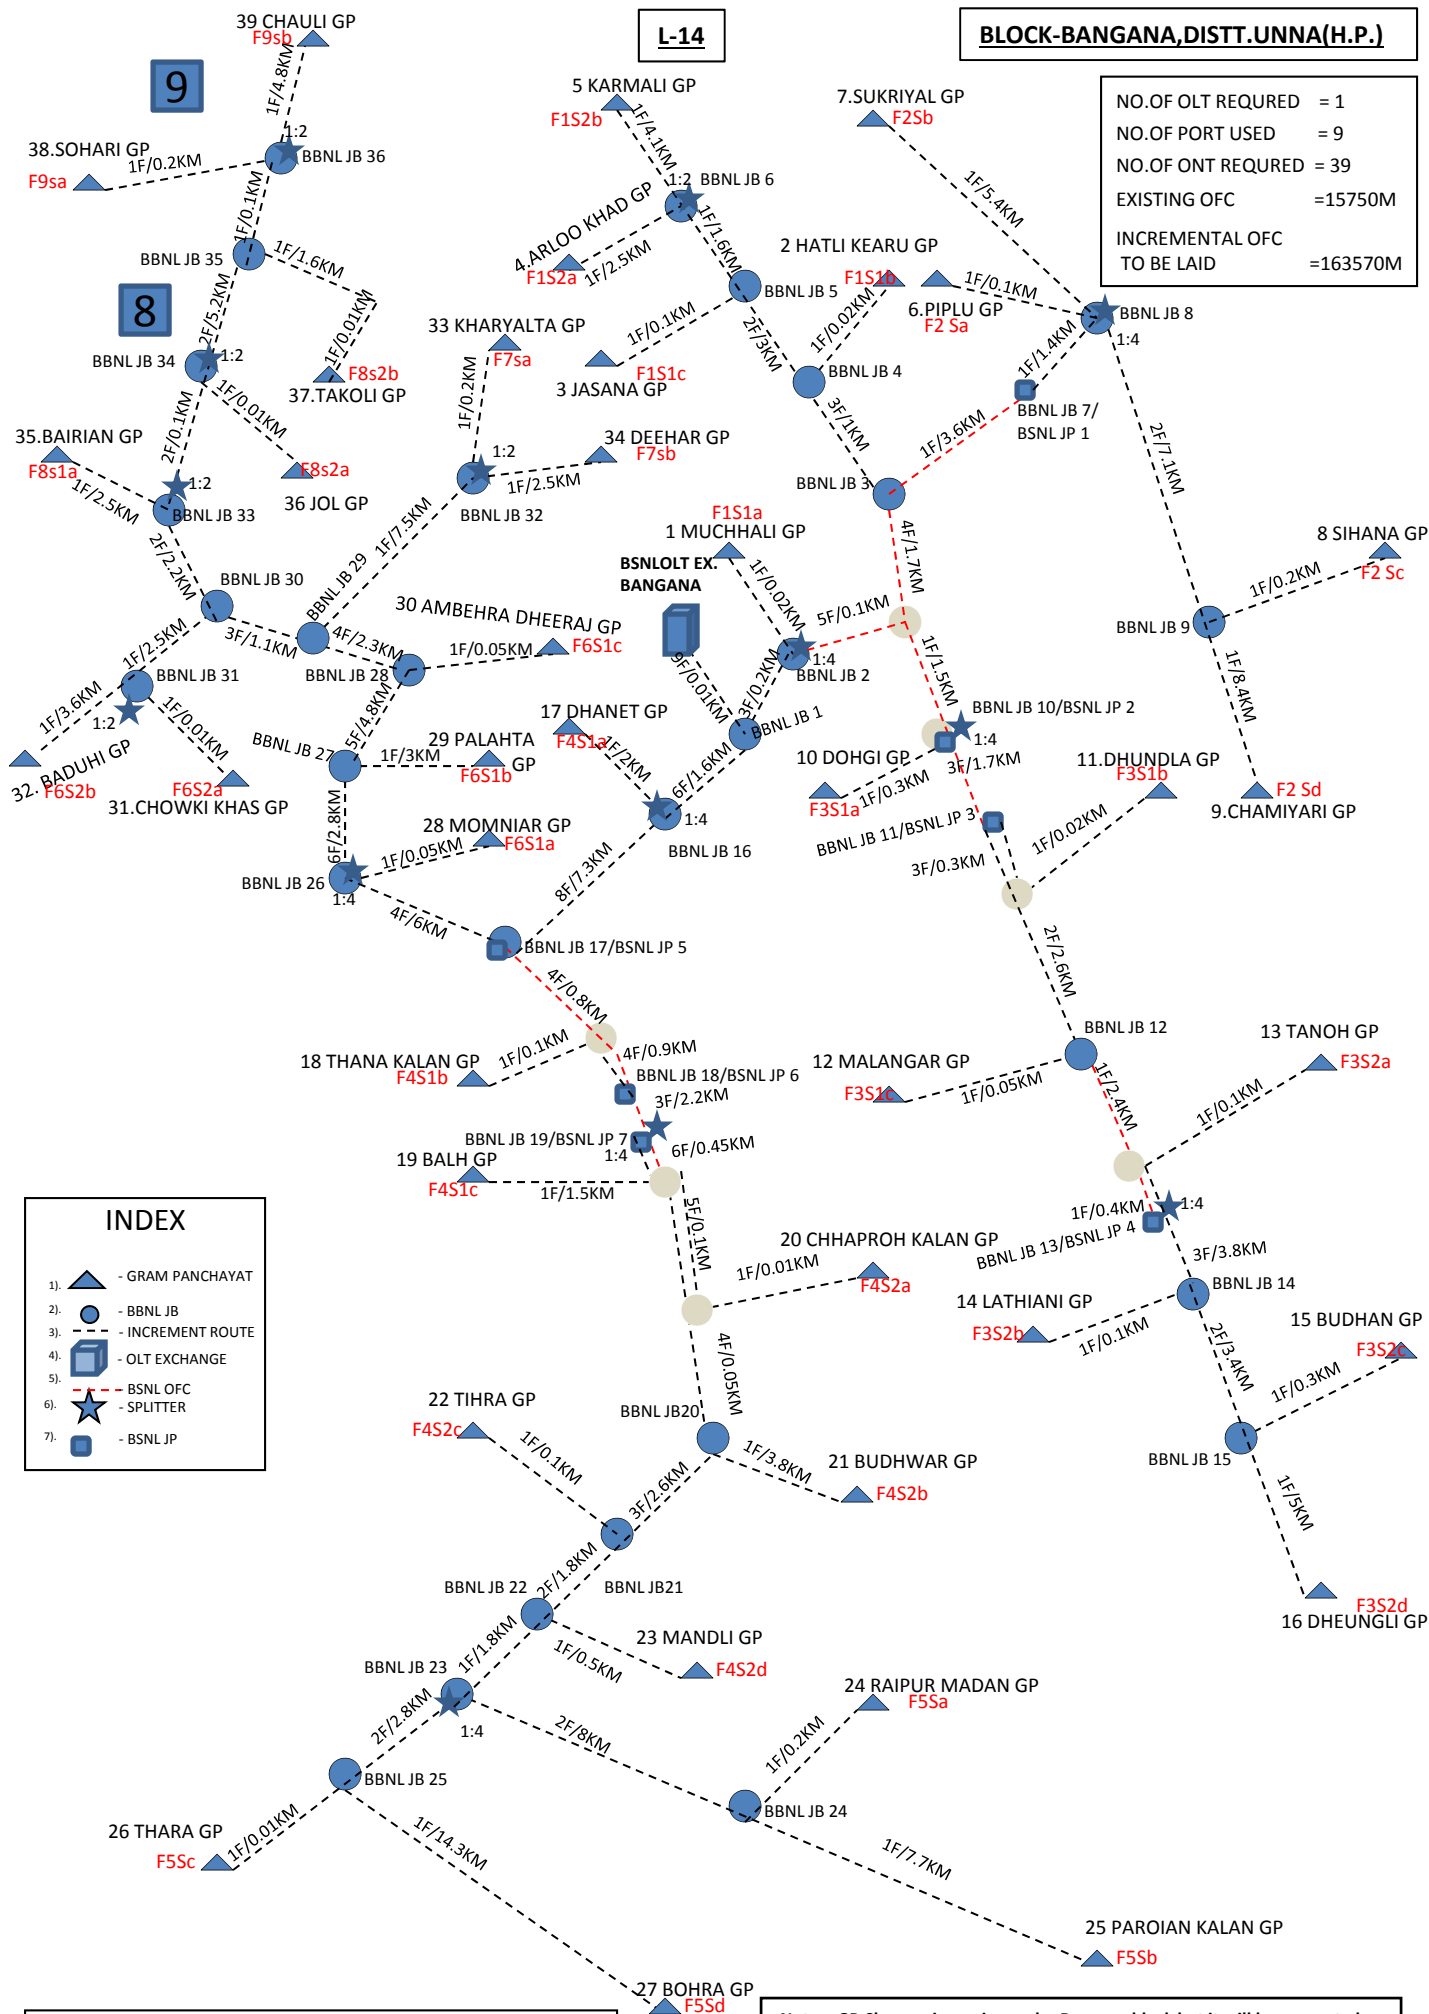 39 CHAULI GP
F9sb
L-14
BLOCK-BANGANA,DISTT.UNNA(H.P.)
9
1F/4.8KM
5 KARMALI GP
F1S2b
1F/4.1KM
7.SUKRIYAL GP
F2Sb
NO.OF OLT REQURED = 1
NO.OF PORT USED = 9
NO.OF ONT REQURED = 39
EXISTING OFC =15750M
INCREMENTAL OFC
TO BE LAID =163570M
1:2
BBNL JB 36
38.SOHARI GP
1F/0.2KM
F9sa
1F/0.1KM
1:2
BBNL JB 6
4.ARLOO KHAD GP
F1S2a
1F/2.5KM
1F/1.6KM
1F/5.4KM
BBNL JB 35
1F/1.6KM
2 HATLI KEARU GP
F1S1b
BBNL JB 5
1F/0.1KM
6.PIPLU GP
F2 Sa
BBNL JB 8
1:4
8
2F/5.2KM
1F/0.01KM
33 KHARYALTA GP
F7sa
1F/0.1KM
2F/3KM
1F/0.02KM
1F/1.4KM
BBNL JB 34
1:2
F8s2b
37.TAKOLI GP
3 JASANA GP
F1S1c
BBNL JB 4
BBNL JB 7/
BSNL JP 1
1F/0.01KM
1F/0.2KM
3F/1KM
1F/3.6KM
2F/7.1KM
35.BAIRIAN GP
F8s1a
2F/0.1KM
F8s2a
36 JOL GP
34 DEEHAR GP
F7sb
1:2
1F/2.5KM
BBNL JB 3
1:2
1F/2.5KM
BBNL JB 33
BBNL JB 32
F1S1a
1 MUCHHALI GP
4F/1.7KM
8 SIHANA GP
F2 Sc
2F/2.2KM
1F/7.5KM
BSNLOLT EX.
BANGANA
1F/0.02KM
1F/0.2KM
BBNL JB 30
BBNL JB 29
30 AMBEHRA DHEERAJ GP
F6S1c
5F/0.1KM
BBNL JB 9
1F/2.5KM
3F/1.1KM
4F/2.3KM
1F/0.05KM
9F/0.01KM
3F/0.2KM
1:4
BBNL JB 2
1F/1.5KM
1F/8.4KM
BBNL JB 31
BBNL JB 28
1F/3.6KM
1:2
1F/0.01KM
5F/4.8KM
17 DHANET GP
F4S1a
BBNL JB 1
BBNL JB 10/BSNL JP 2
1:4
32. BADUHI GP
F6S2b
F6S2a
31.CHOWKI KHAS GP
BBNL JB 27
29 PALAHTA
GP
1F/3KM
F6S1b
1F/2KM
6F/1.6KM
10 DOHGI GP
F3S1a
1F/0.3KM
3F/1.7KM
11.DHUNDLA GP
F3S1b
F2 Sd
9.CHAMIYARI GP
6F/2.8KM
28 MOMNIAR GP
F6S1a
1F/0.05KM
1:4
BBNL JB 16
BBNL JB 11/BSNL JP 3
1F/0.02KM
BBNL JB 26
1:4
8F/7.3KM
3F/0.3KM
4F/6KM
BBNL JB 17/BSNL JP 5
2F/2.6KM
4F/0.8KM
18 THANA KALAN GP
F4S1b
1F/0.1KM
4F/0.9KM
BBNL JB 18/BSNL JP 6
BBNL JB 12
12 MALANGAR GP
F3S1c
1F/0.05KM
13 TANOH GP
F3S2a
3F/2.2KM
1F/2.4KM
1F/0.1KM
BBNL JB 19/BSNL JP 7
1:4
6F/0.45KM
19 BALH GP
F4S1c
1F/1.5KM
INDEX
1). - GRAM PANCHAYAT
2). - BBNL JB
3). - INCREMENT ROUTE
4). - OLT EXCHANGE
5). - BSNL OFC
6). - SPLITTER
7). - BSNL JP
5F/0.1KM
1F/0.4KM
1:4
BBNL JB 13/BSNL JP 4
20 CHHAPROH KALAN GP
F4S2a
1F/0.01KM
3F/3.8KM
BBNL JB 14
14 LATHIANI GP
F3S2b
1F/0.1KM
15 BUDHAN GP
F3S2c
4F/0.05KM
2F/3.4KM
1F/0.3KM
22 TIHRA GP
F4S2c
BBNL JB20
1F/0.1KM
1F/3.8KM
21 BUDHWAR GP
F4S2b
BBNL JB 15
3F/2.6KM
1F/5KM
2F/1.8KM
BBNL JB 22
BBNL JB21
F3S2d
16 DHEUNGLI GP
1F/1.8KM
23 MANDLI GP
F4S2d
1F/0.5KM
BBNL JB 23
1:4
2F/2.8KM
24 RAIPUR MADAN GP
F5Sa
2F/8KM
1F/0.2KM
BBNL JB 25
BBNL JB 24
26 THARA GP
F5Sc
1F/0.01KM
1F/14.3KM
1F/7.7KM
25 PAROIAN KALAN GP
F5Sb
27 BOHRA GP
F5Sd